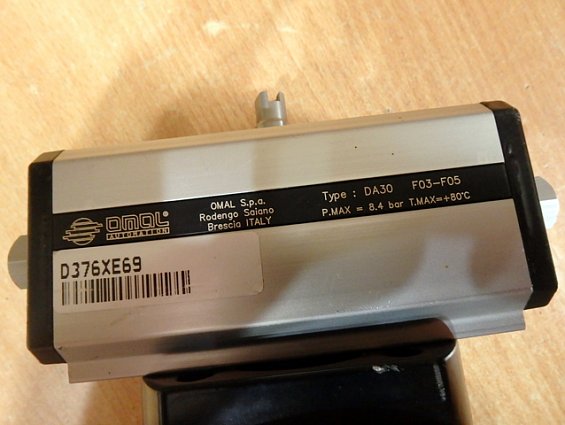 OMAL®
AUTOMATION
OMAL S.p.a.
Rodengo Saiano
Brescia ITALY
Type : DA30 F03-F05
P.MAX = 8.4 bar T.MAX=+80°C
D376XE69